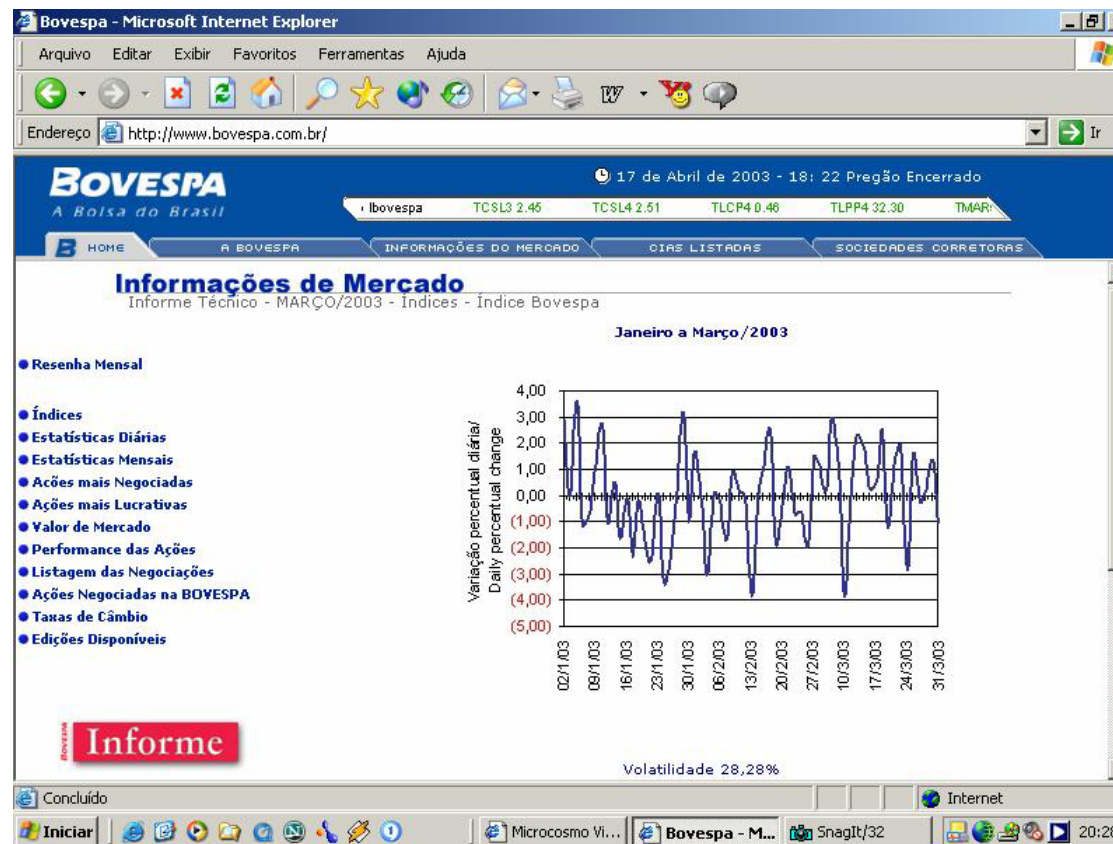 Bovespa - Microsoft Internet Explorer
Arquivo Editar Exibir Favoritos Ferramentas Ajuda
Endereço http://www.bovespa.com.br/ Ir
BOVESPA
A Bolsa do Brasil
17 de Abril de 2003 - 18: 22 Pregão Encerrado
Ibovespa TCSL3 2.45 TCSL4 2.51 TLCP4 0.46 TLPP4 32.30 TMAR
B HOME A BOVESPA INFORMAÇÕES DO MERCADO CIAS LISTADAS SOCIEDADES CORRETORAS
Informações de Mercado
Informe Técnico - MARÇO/2003 - Índices - Índice Bovespa
Janeiro a Março/2003
Resenha Mensal
Índices
Estatísticas Diárias
Estatísticas Mensais
Ações mais Negociadas
Ações mais Lucrativas
Valor de Mercado
Performance das Ações
Listagem das Negociações
Ações Negociadas na BOVESPA
Taxas de Câmbio
Edições Disponíveis
Variação percentual diária/
Daily percentual change
4,00
3,00
2,00
1,00
0,00
(1,00)
(2,00)
(3,00)
(4,00)
(5,00)
02/1/03
09/1/03
16/1/03
23/1/03
30/1/03
06/2/03
13/2/03
20/2/03
27/2/03
10/3/03
17/3/03
24/3/03
31/3/03
BOVESPA Informe
Volatilidade 28,28%
Concluído Internet
Iniciar Microcosmo Vi... Bovespa - M... SnagIt/32 20:28